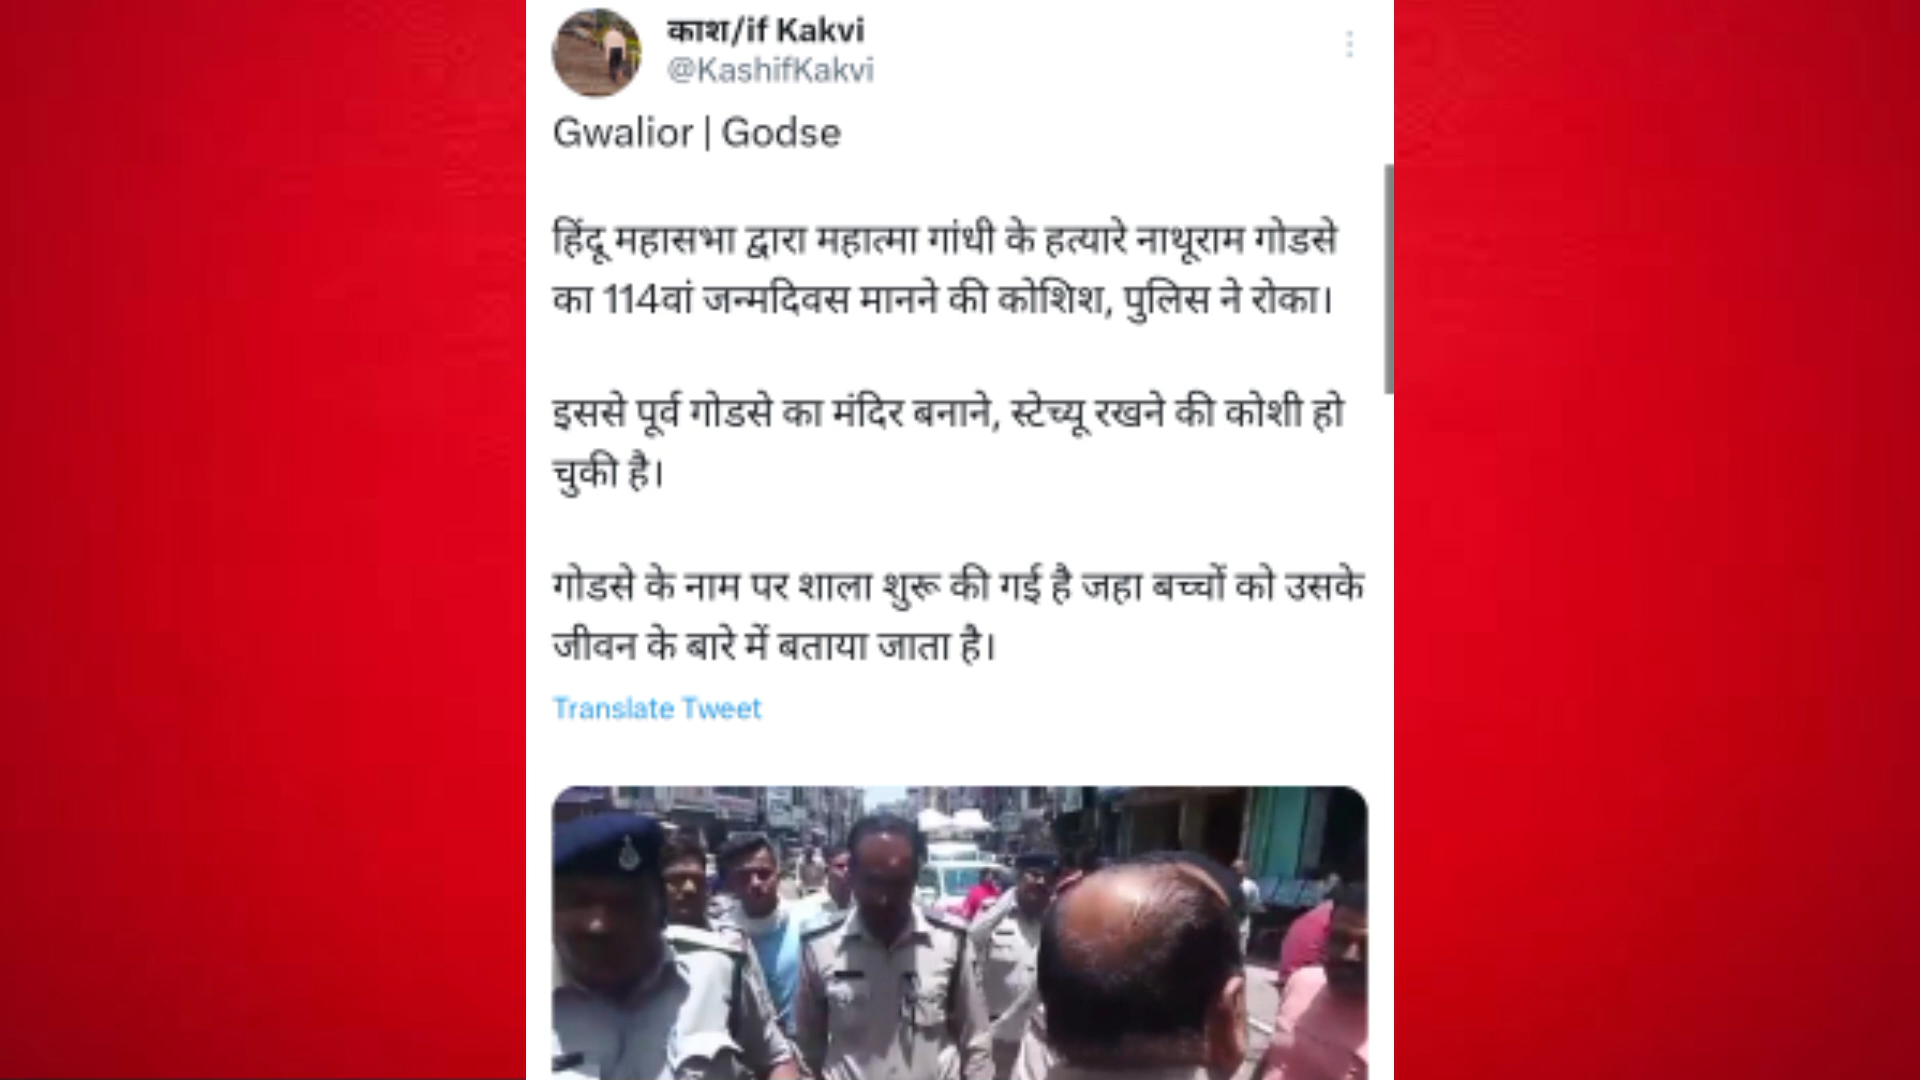 काश/if Kakvi
@KashifKakvi
Gwalior | Godse
हिंदू महासभा द्वारा महात्मा गांधी के हत्यारे नाथूराम गोडसे
का 114वां जन्मदिवस मानने की कोशिश, पुलिस ने रोका।
इससे पूर्व गोडसे का मंदिर बनाने, स्टेच्यू रखने की कोशी हो
चुकी है।
गोडसे के नाम पर शाला शुरू की गई है जहा बच्चों को उसके
जीवन के बारे में बताया जाता है।
Translate Tweet